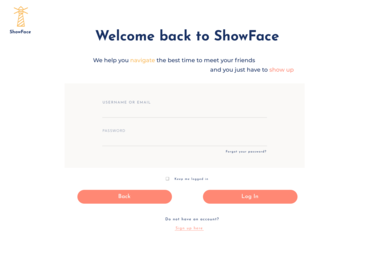 ShowFace
Welcome back to ShowFace
We help you navigate the best time to meet your friends
and you just have to show up
USERNAME OR EMAIL
PASSWORD
Forgot your password?
Keep me logged in
Back
Log In
Do not have an account?
Sign up here